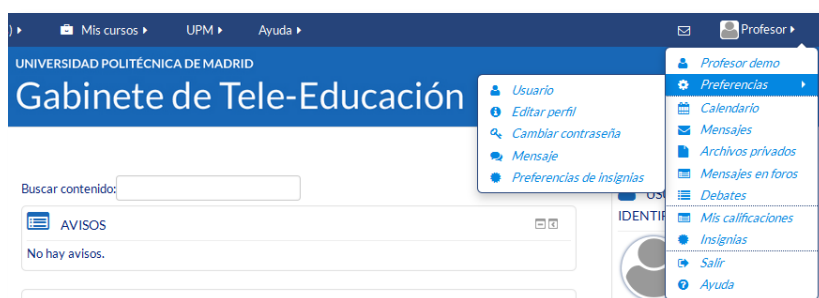 ) Mis cursos UPM Ayuda Profesor
UNIVERSIDAD POLITÉCNICA DE MADRID
Gabinete de Tele-Educación
Profesor demo
Preferencias
Calendario
Mensajes
Archivos privados
Mensajes en foros
Debates
Mis calificaciones
Insignias
Salir
Ayuda
Usuario
Editar perfil
Cambiar contraseña
Mensaje
Preferencias de insignias
Buscar contenido:
AVISOS
No hay avisos.